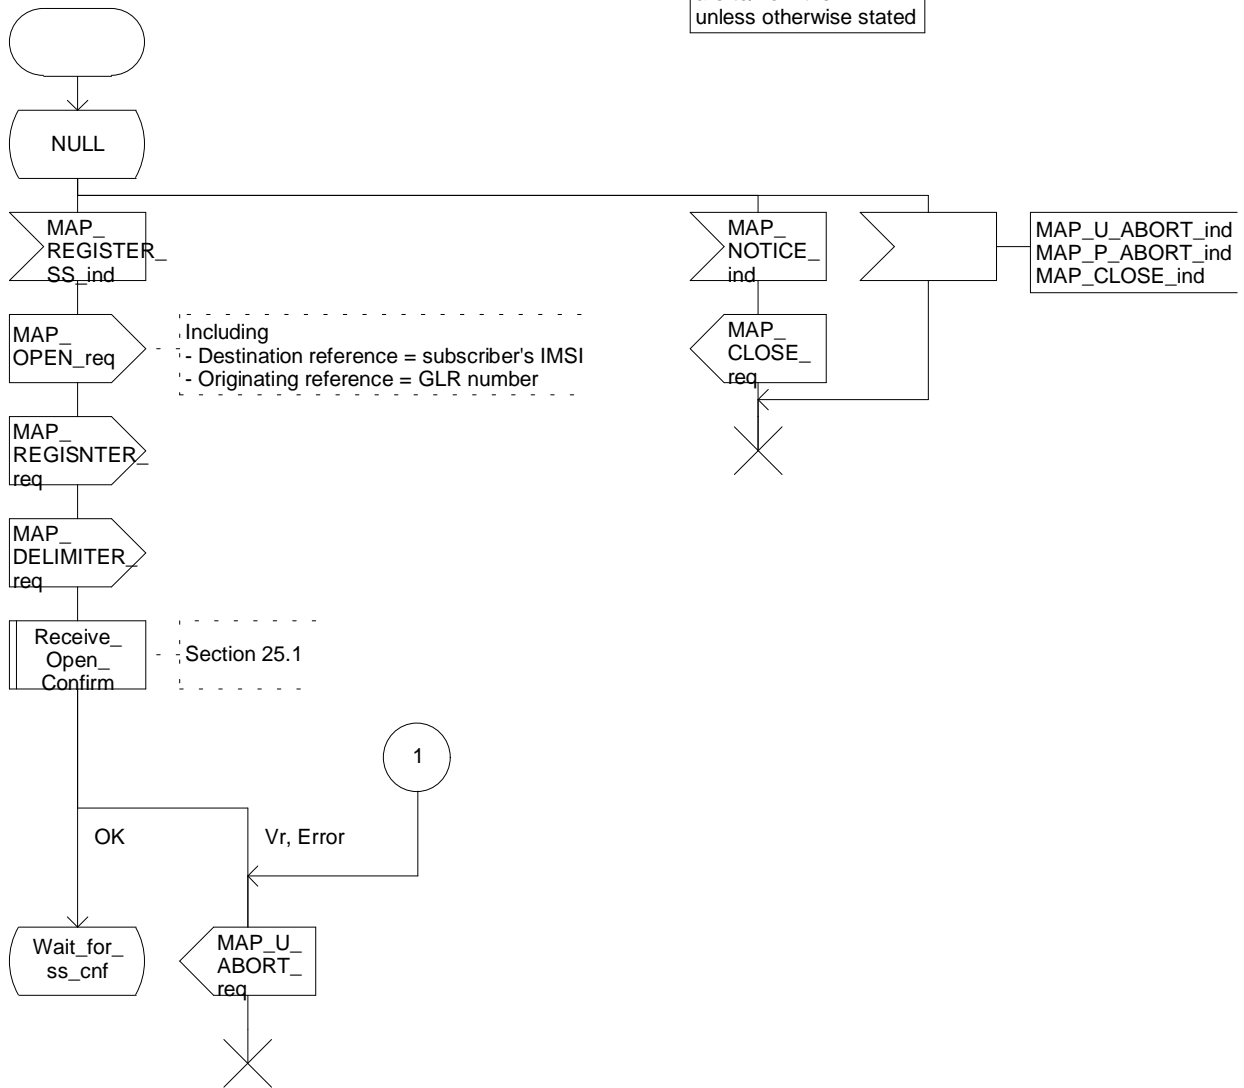 unless otherwise stated
NULL
MAP_
REGISTER_
SS_ind
MAP_
NOTICE_
ind
MAP_U_ABORT_ind
MAP_P_ABORT_ind
MAP_CLOSE_ind
MAP_
OPEN_req
Including
- Destination reference = subscriber's IMSI
- Originating reference = GLR number
MAP_
CLOSE_
req
MAP_
REGISNTER_
req
MAP_
DELIMITER_
req
Receive_
Open_
Confirm
Section 25.1
1
OK
Vr, Error
Wait_for_
ss_cnf
MAP_U_
ABORT_
req